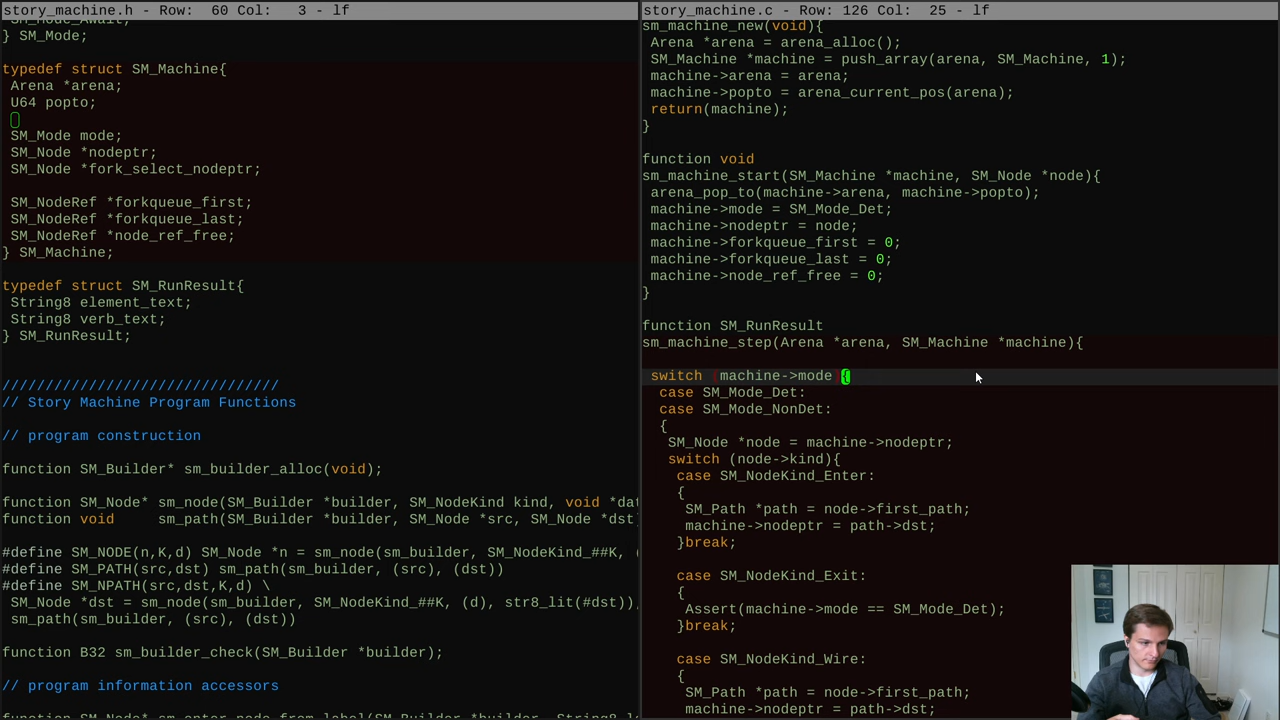 story_machine.h - Row:  60 Col:   3 - lf
SM_Mode_Await,
} SM_Mode;
typedef struct SM_Machine{
 Arena *arena;
 U64 popto;
 SM_Mode mode;
 SM_Node *nodeptr;
 SM_Node *fork_select_nodeptr;
 SM_NodeRef *forkqueue_first;
 SM_NodeRef *forkqueue_last;
 SM_NodeRef *node_ref_free;
} SM_Machine;
typedef struct SM_RunResult{
 String8 element_text;
 String8 verb_text;
} SM_RunResult;
////////////////////////////////
// Story Machine Program Functions
// program construction
function SM_Builder* sm_builder_alloc(void);
function SM_Node* sm_node(SM_Builder *builder, SM_NodeKind kind, void *dat
function void     sm_path(SM_Builder *builder, SM_Node *src, SM_Node *dst
#define SM_NODE(n,K,d) SM_Node *n = sm_node(sm_builder, SM_NodeKind_##K, (
#define SM_PATH(src,dst) sm_path(sm_builder, (src), (dst))
#define SM_NPATH(src,dst,K,d) \
 SM_Node *dst = sm_node(sm_builder, SM_NodeKind_##K, (d), str8_lit(#dst));
 sm_path(sm_builder, (src), (dst))
function B32 sm_builder_check(SM_Builder *builder);
// program information accessors
function SM_Node* sm_enter_node_from_label(SM_Builder *builder, String8 l
story_machine.c - Row: 126 Col:  25 - lf
sm_machine_new(void){
 Arena *arena = arena_alloc();
 SM_Machine *machine = push_array(arena, SM_Machine, 1);
 machine->arena = arena;
 machine->popto = arena_current_pos(arena);
 return(machine);
}
function void
sm_machine_start(SM_Machine *machine, SM_Node *node){
 arena_pop_to(machine->arena, machine->popto);
 machine->mode = SM_Mode_Det;
 machine->nodeptr = node;
 machine->forkqueue_first = 0;
 machine->forkqueue_last = 0;
 machine->node_ref_free = 0;
}
function SM_RunResult
sm_machine_step(Arena *arena, SM_Machine *machine){
 switch (machine->mode){
  case SM_Mode_Det:
  case SM_Mode_NonDet:
  {
   SM_Node *node = machine->nodeptr;
   switch (node->kind){
    case SM_NodeKind_Enter:
    {
     SM_Path *path = node->first_path;
     machine->nodeptr = path->dst;
    }break;
    case SM_NodeKind_Exit:
    {
     Assert(machine->mode == SM_Mode_Det);
    }break;
    case SM_NodeKind_Wire:
    {
     SM_Path *path = node->first_path;
     machine->nodeptr = path->dst;